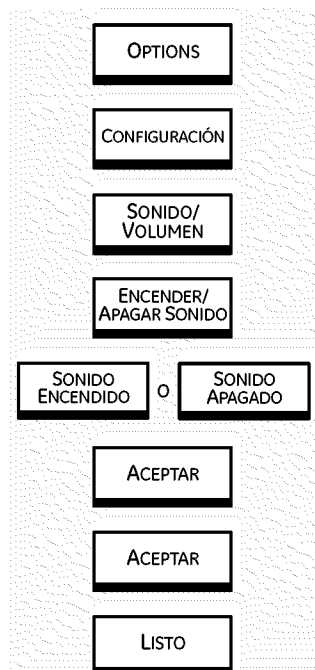 OPTIONS
CONFIGURACIÓN
SONIDO/
VOLUMEN
ENCENDER/
APAGAR SONIDO
SONIDO
ENCENDIDO
O
SONIDO
APAGADO
ACEPTAR
ACEPTAR
LISTO